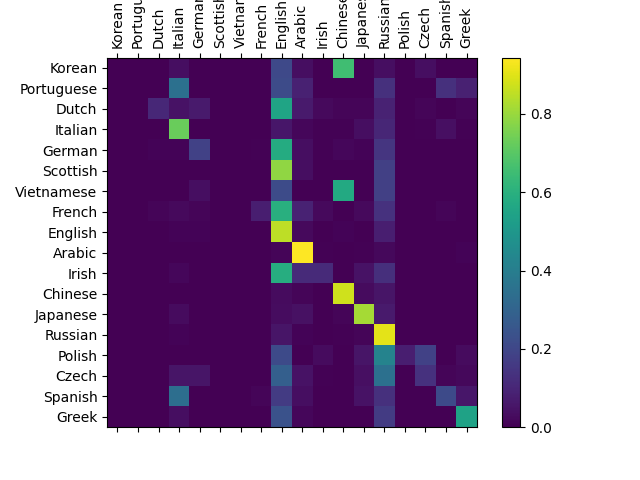 Korean
Portugu
Dutch
Italian
German
Scottis
Vietnar
French
English
Arabic
Irish
Chinese
Japanes
Russian
Polish
Czech
Spanish
Greek
Korean
Portuguese
Dutch
Italian
German
Scottish
Vietnamese
French
English
Arabic
Irish
Chinese
Japanese
Russian
Polish
Czech
Spanish
Greek
0.8
0.6
0.4
0.2
0.0